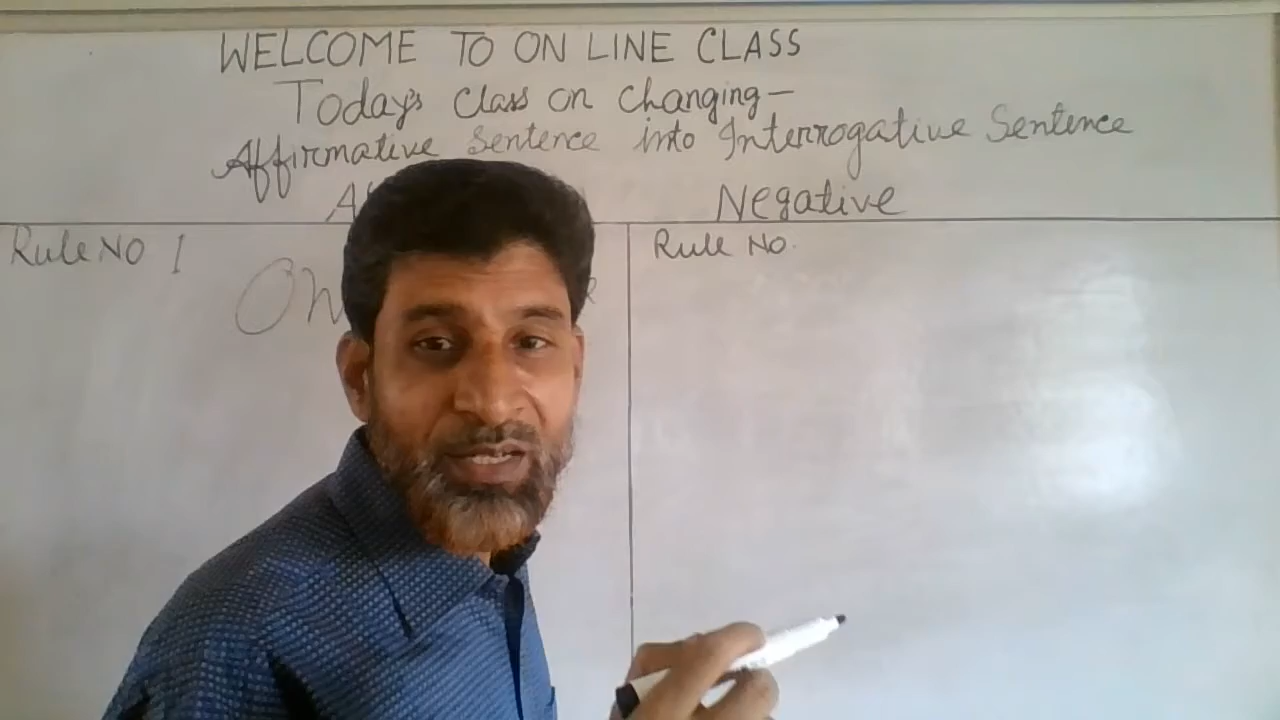 WELCOME TO ON LINE CLASS
Today's Class on Changing—
Affirmative Sentence into Interrogative Sentence
Negative
Rule No 1
Rule No.